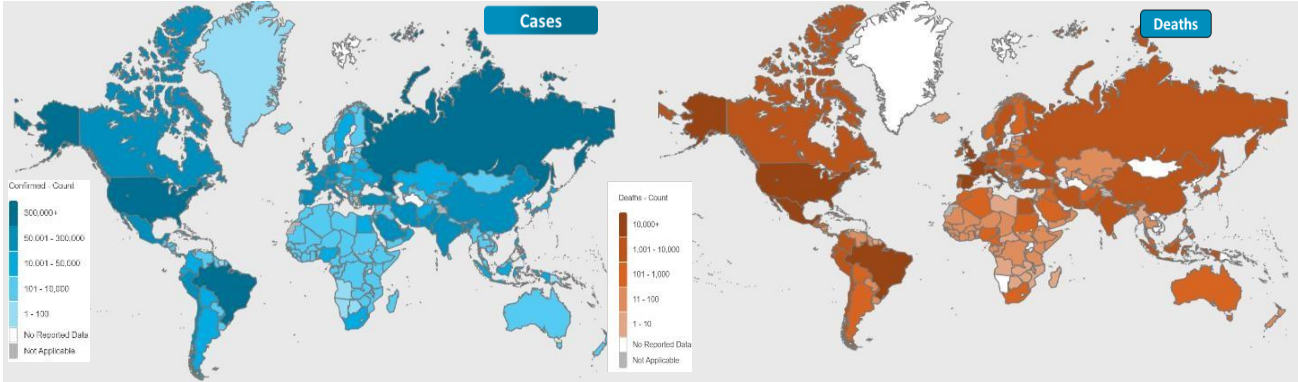 Cases
Confirmed - Count
300,000+
50,001 - 300,000
10,001 - 50,000
101 - 10,000
1 - 100
No Reported Data
Not Applicable
Deaths
Deaths - Count
10,000+
1,001 - 10,000
101 - 1,000
11 - 100
1 - 10
No Reported Data
Not Applicable